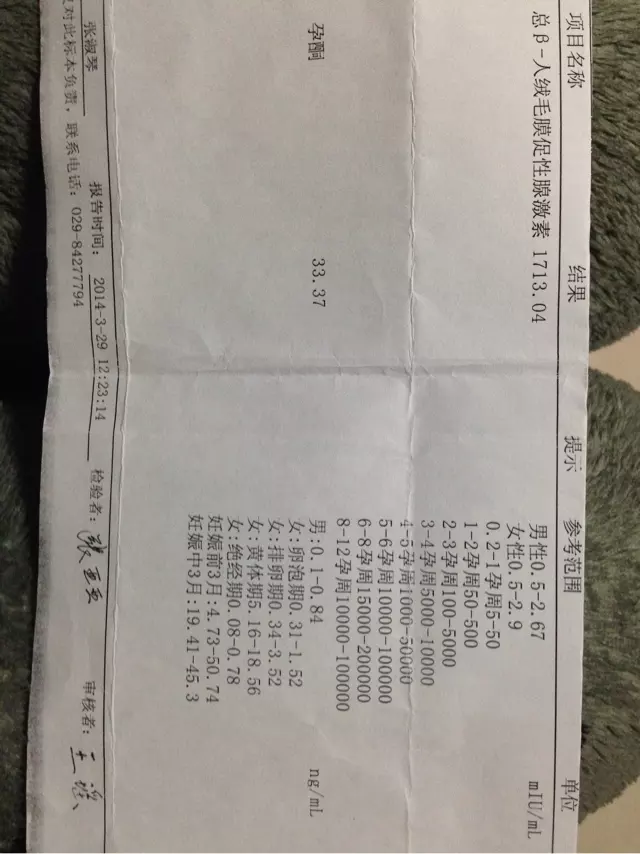 项目名称 结果 提示 参考范围 单位
总β-人绒毛膜促性腺激素 1713.04 男性0.5-2.67 mIU/mL
女性0.5-2.9
0.2-1孕周5-50
1-2孕周50-500
2-3孕周100-5000
3-4孕周5000-10000
4-5孕周1000-50000
5-6孕周10000-100000
6-8孕周15000-200000
8-12孕周10000-100000
孕酮 33.37 男:0.1-0.84 ng/mL
女:卵泡期0.31-1.52
女:排卵期0.34-3.52
女:黄体期5.16-18.56
女:绝经期0.08-0.78
妊娠前3月:4.73-50.74
妊娠中3月:19.41-45.3
张淑琴 报告时间: 2014-3-29 12:23:14 检验者: 审核者:
对此标本负责, 联系电话: 029-84277794